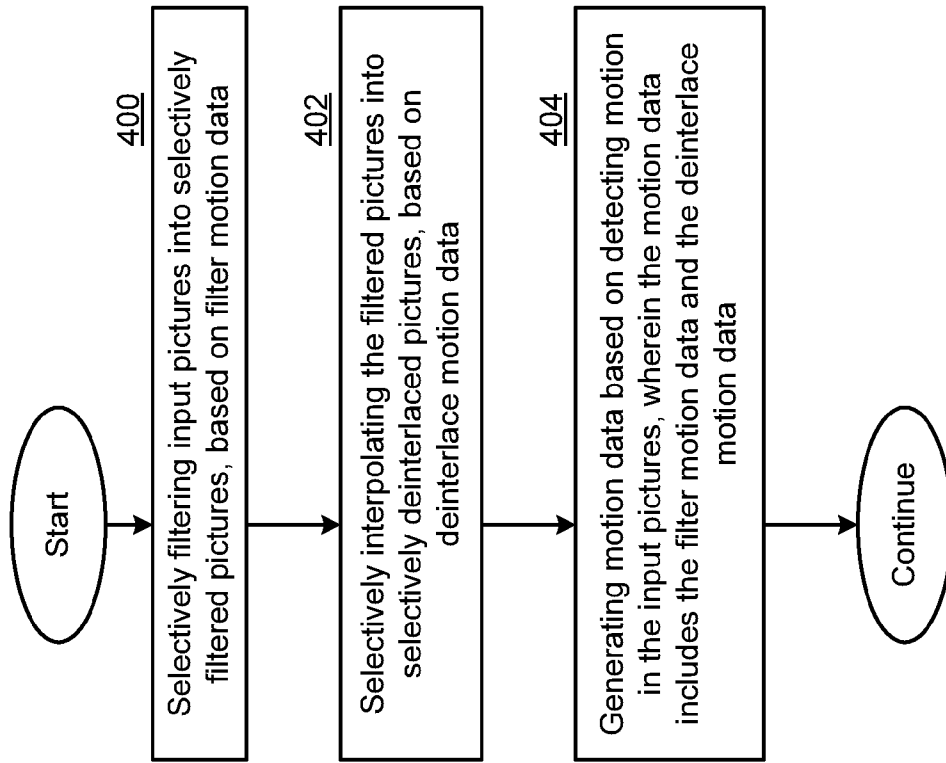 Start
400
Selectively filtering input pictures into selectively
filtered pictures, based on filter motion data
402
Selectively interpolating the filtered pictures into
selectively deinterlaced pictures, based on
deinterlace motion data
404
Generating motion data based on detecting motion
in the input pictures, wherein the motion data
includes the filter motion data and the deinterlace
motion data
Continue